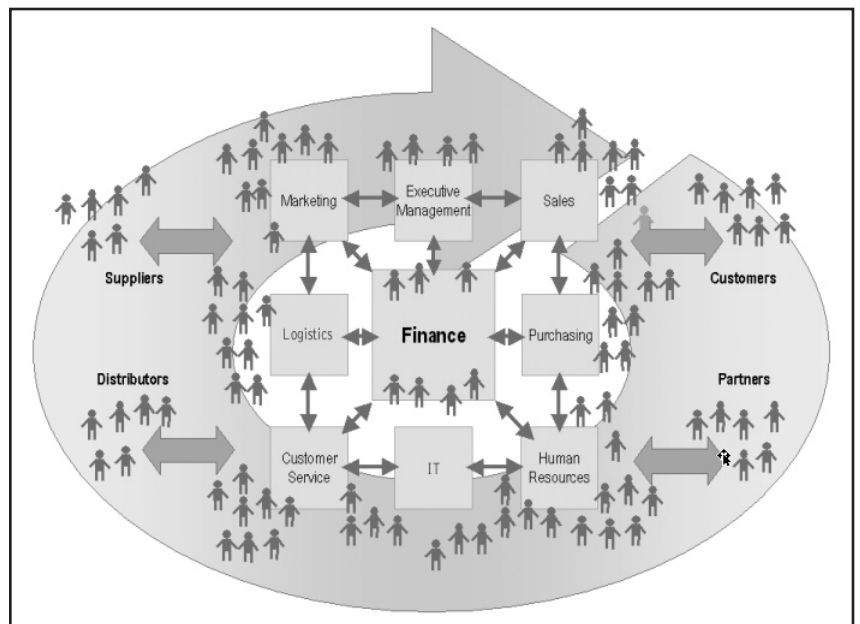 Marketing
Executive
Management
Sales
Suppliers
Customers
Logistics
Finance
Purchasing
Distributors
Partners
Customer
Service
IT
Human
Resources